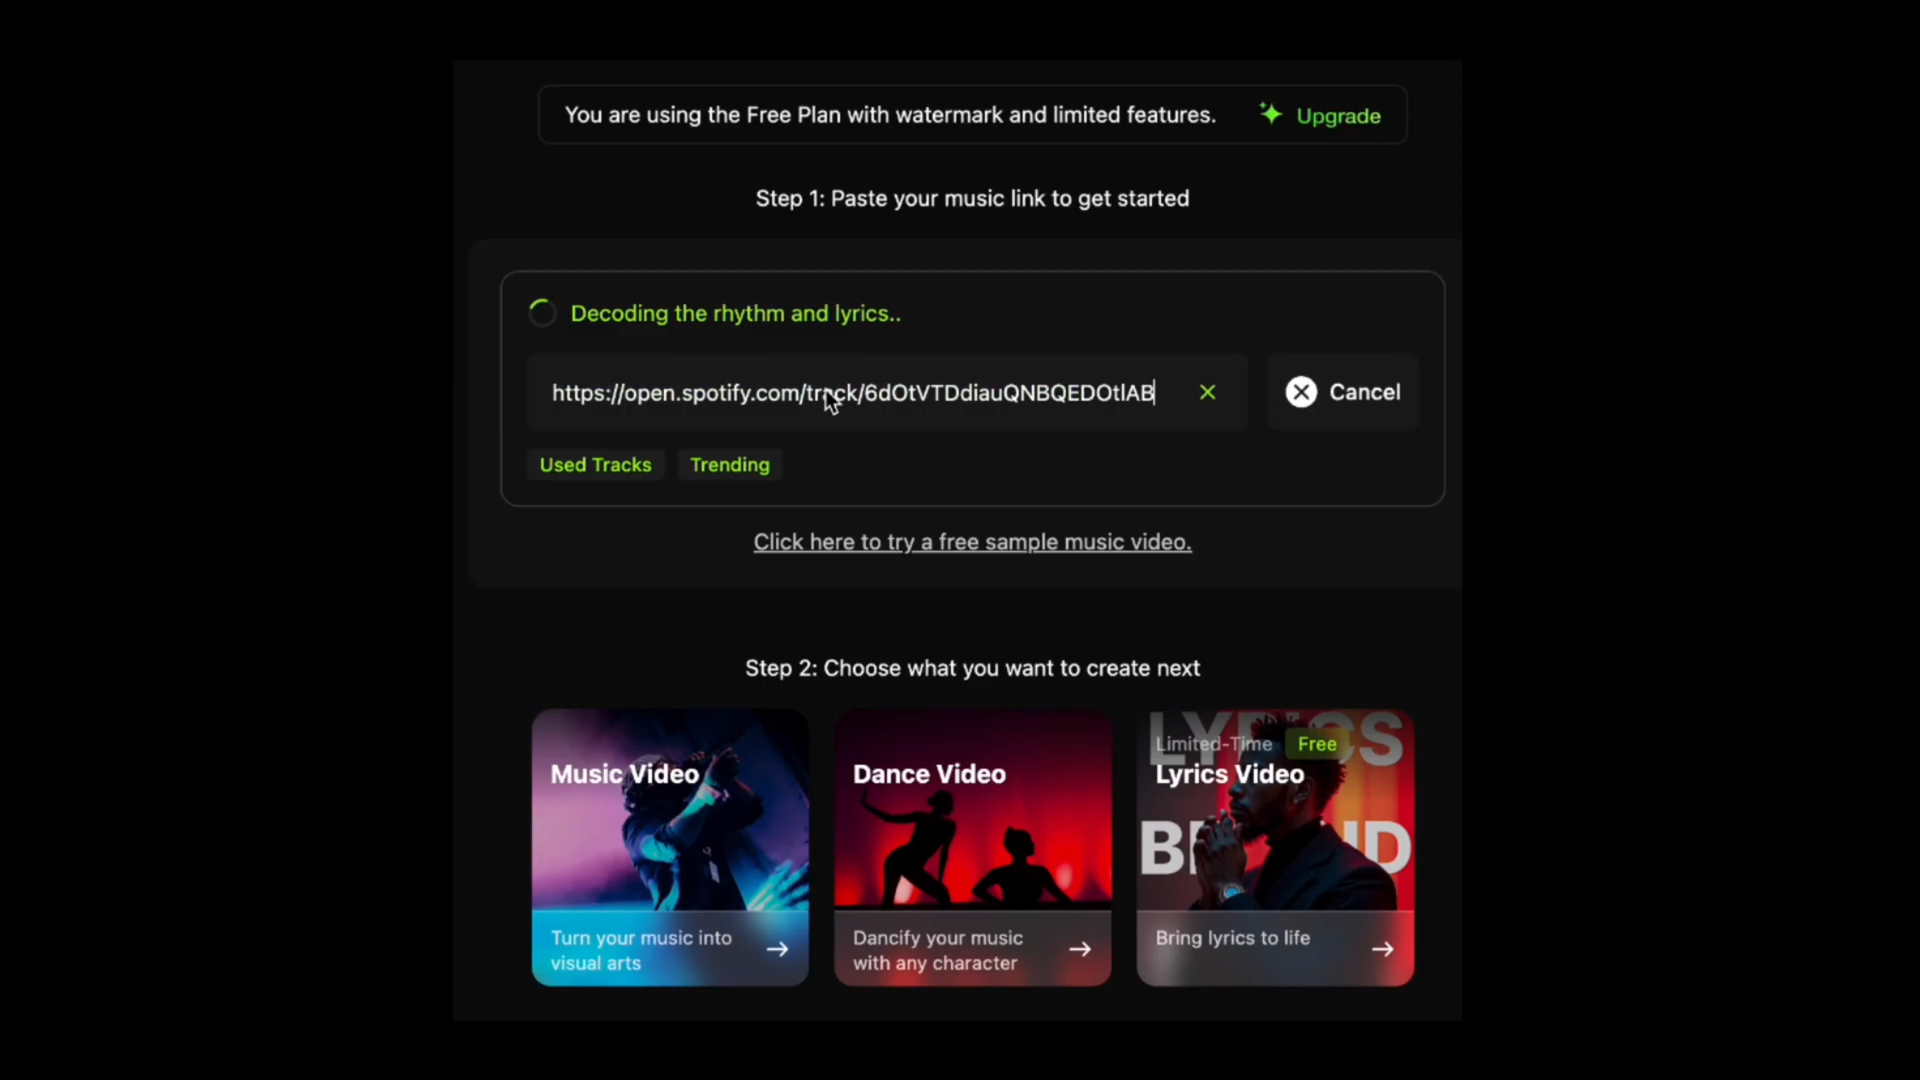 You are using the Free Plan with watermark and limited features.
Upgrade
Step 1: Paste your music link to get started
Decoding the rhythm and lyrics..
https://open.spotify.com/track/6dOtVTDdiauQNBQEDOtlAB
Cancel
Used Tracks
Trending
Click here to try a free sample music video.
Step 2: Choose what you want to create next
Music Video
Turn your music into
visual arts
Dance Video
Dancify your music
with any character
LYRICS
Limited-Time
Free
Lyrics Video
Bring lyrics to life